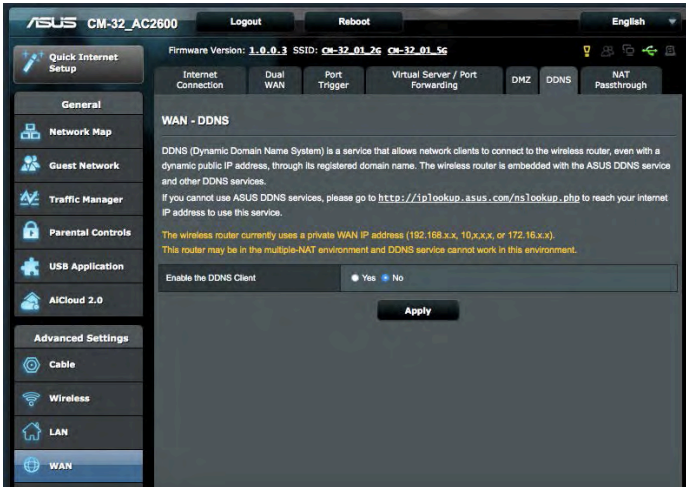 ASUS CM-32_AC2600 Logout Reboot English
Quick Internet Setup
Firmware Version: 1.0.0.3 SSID: CM-32_01_2G CM-32_01_5G
Internet Connection
Dual WAN
Port Trigger
Virtual Server / Port Forwarding
DMZ
DDNS
NAT Passthrough
General
Network Map
Guest Network
Traffic Manager
Parental Controls
USB Application
AiCloud 2.0
Advanced Settings
Cable
Wireless
LAN
WAN
WAN - DDNS
DDNS (Dynamic Domain Name System) is a service that allows network clients to connect to the wireless router, even with a
dynamic public IP address, through its registered domain name. The wireless router is embedded with the ASUS DDNS service
and other DDNS services.
If you cannot use ASUS DDNS services, please go to http://iplookup.asus.com/nslookup.php to reach your internet
IP address to use this service.
The wireless router currently uses a private WAN IP address (192.168.x.x, 10,x,x,x, or 172.16.x.x).
This router may be in the multiple-NAT environment and DDNS service cannot work in this environment.
Enable the DDNS Client Yes No
Apply